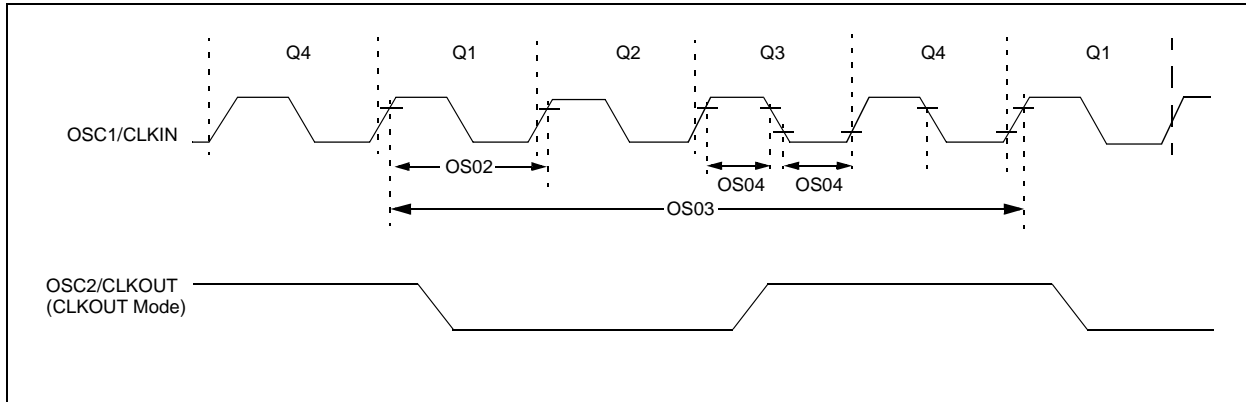 Q4 Q1 Q2 Q3 Q4 Q1
OSC1/CLKIN
OS02
OS04 OS04
OS03
OSC2/CLKOUT
(CLKOUT Mode)